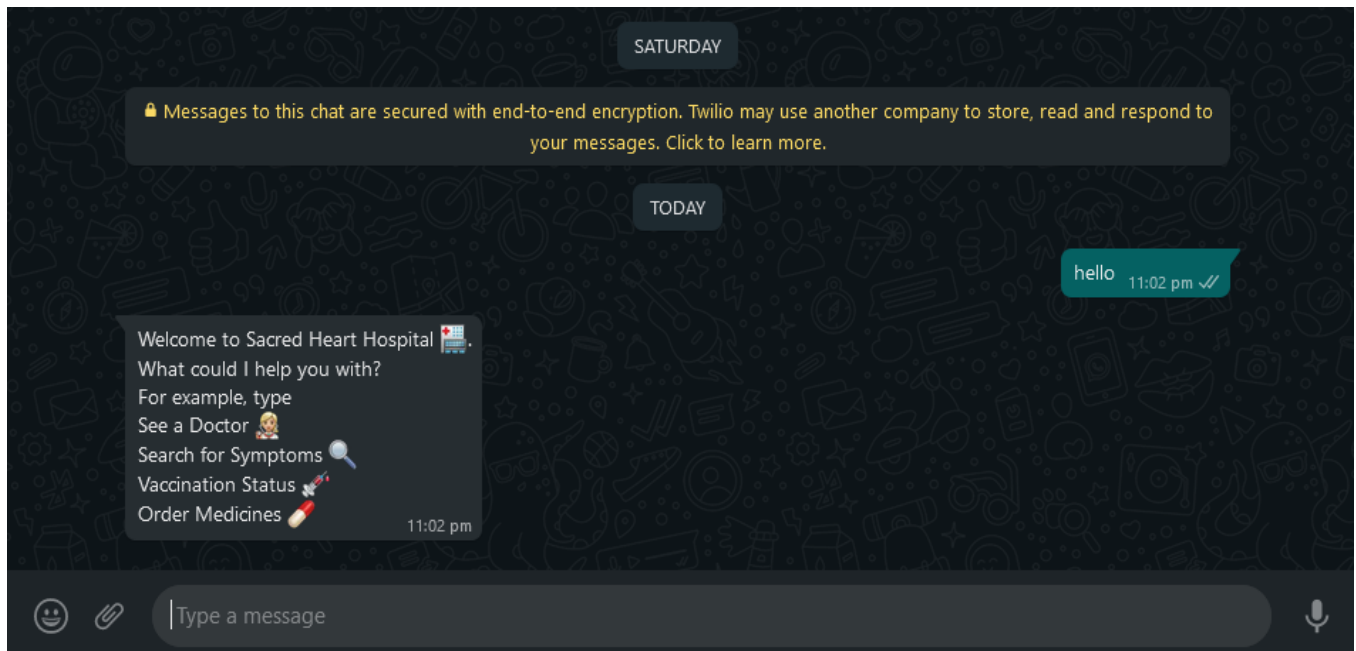 SATURDAY
Messages to this chat are secured with end-to-end encryption. Twilio may use another company to store, read and respond to
your messages. Click to learn more.
TODAY
hello 11:02 pm
Welcome to Sacred Heart Hospital .
What could I help you with?
For example, type
See a Doctor
Search for Symptoms
Vaccination Status
Order Medicines
11:02 pm
Type a message